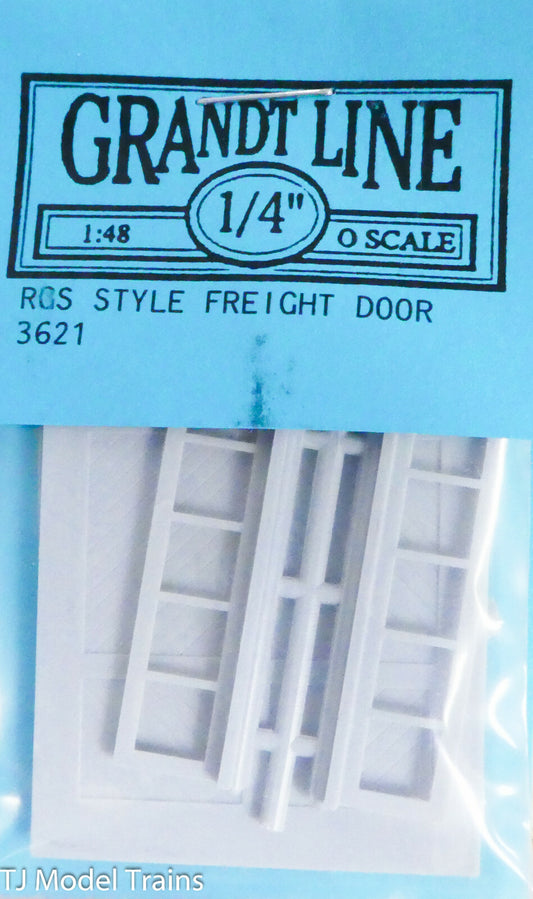 GRANDT LINE
1:48 1/4" O SCALE
RGS STYLE FREIGHT DOOR
3621
TJ Model Trains